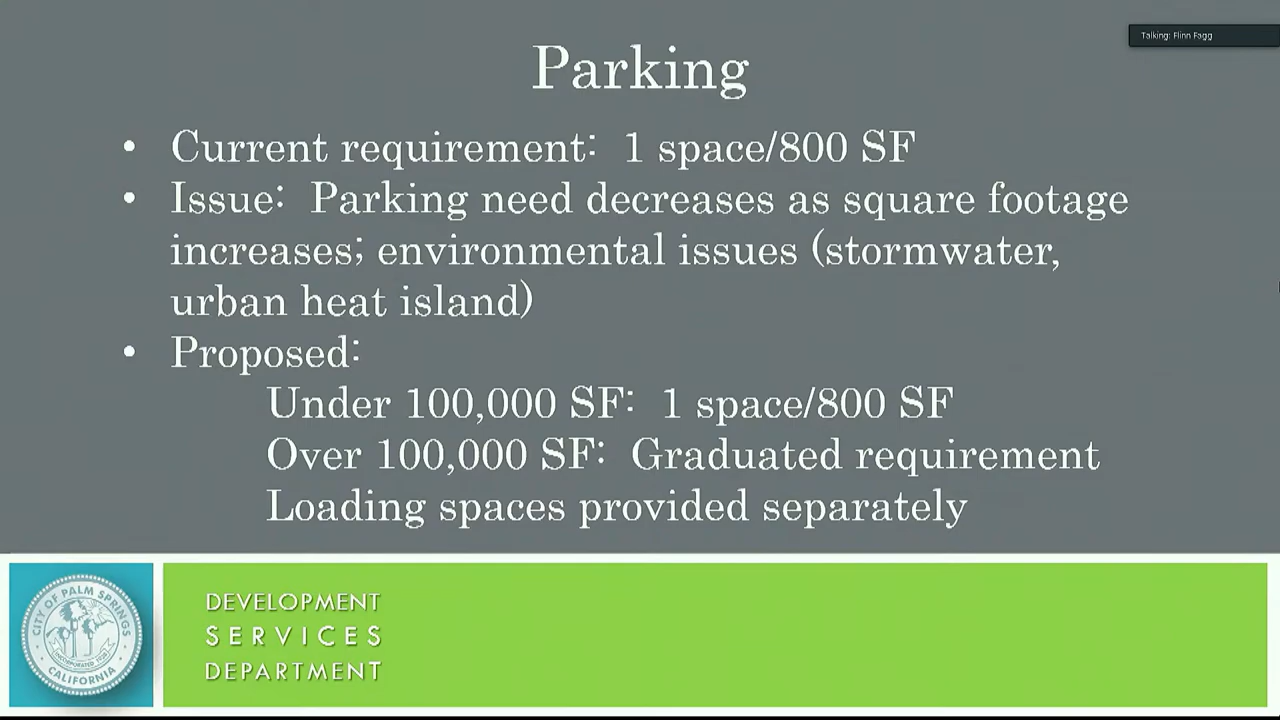 Talking: Flinn Fagg
Parking
• Current requirement: 1 space/800 SF
• Issue: Parking need decreases as square footage
increases; environmental issues (stormwater,
urban heat island)
• Proposed:
Under 100,000 SF: 1 space/800 SF
Over 100,000 SF: Graduated requirement
Loading spaces provided separately
CITY OF PALM SPRINGS
CALIFORNIA
DEVELOPMENT
SERVICES
DEPARTMENT